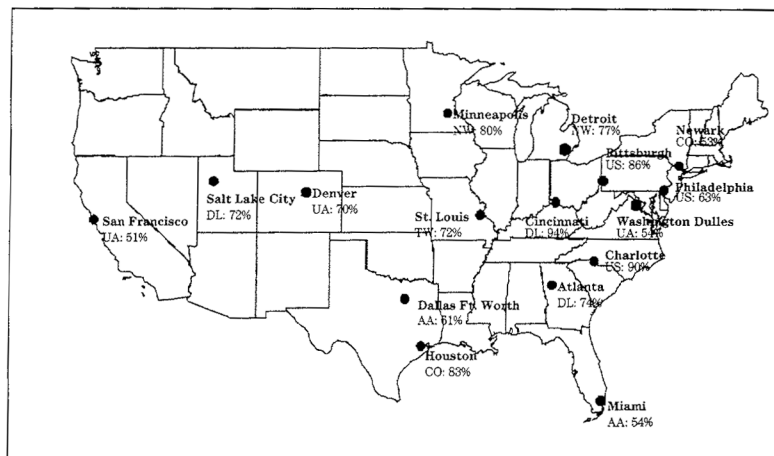 Minneapolis
NW: 80%
Detroit
NW: 77%
Newark
CO: 53%
Pittsburgh
US: 86%
Philadelphia
US: 63%
Salt Lake City
DL: 72%
Denver
UA: 70%
San Francisco
UA: 51%
St. Louis
TW: 72%
Cincinnati
DL: 94%
Washington Dulles
UA: 54%
Charlotte
US: 90%
Atlanta
DL: 74%
Dallas Ft. Worth
AA: 61%
Houston
CO: 83%
Miami
AA: 54%